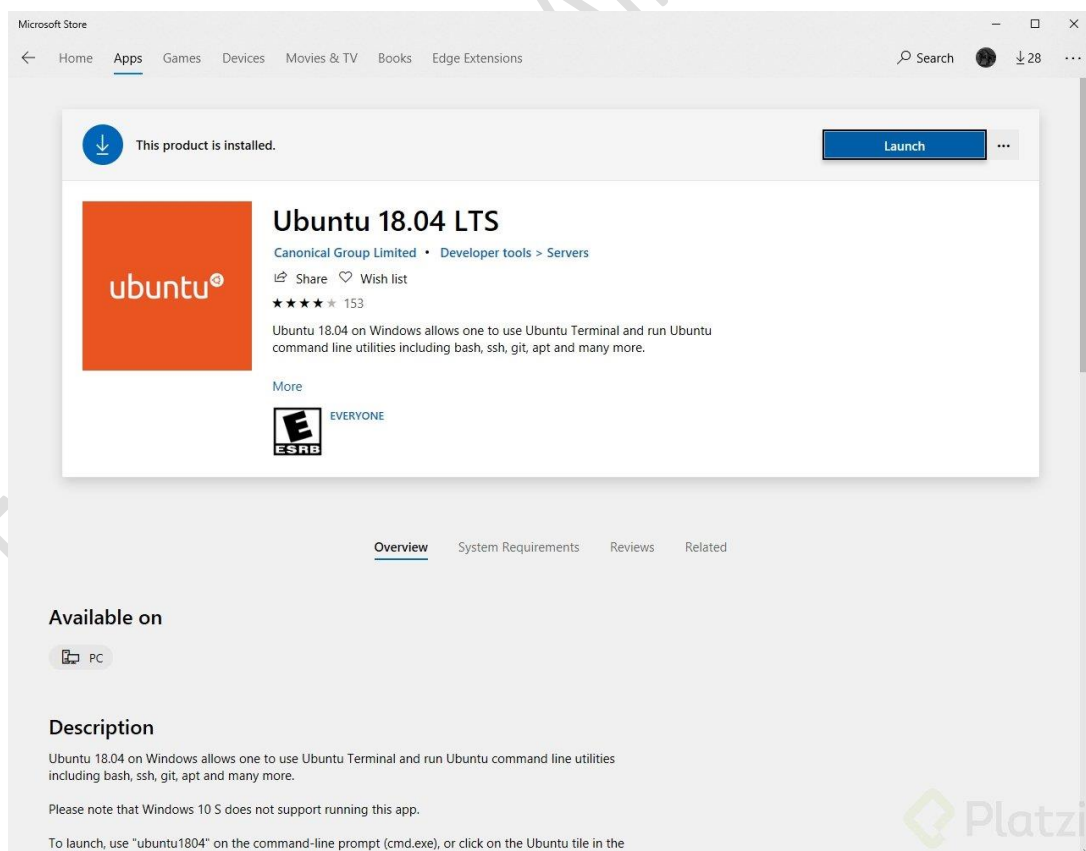 Microsoft Store
Home Apps Games Devices Movies & TV Books Edge Extensions Search 28
This product is installed. Launch
ubuntu
Ubuntu 18.04 LTS
Canonical Group Limited • Developer tools > Servers
Share Wish list
153
Ubuntu 18.04 on Windows allows one to use Ubuntu Terminal and run Ubuntu
command line utilities including bash, ssh, git, apt and many more.
More
E EVERYONE
ESRB
Overview System Requirements Reviews Related
Available on
PC
Description
Ubuntu 18.04 on Windows allows one to use Ubuntu Terminal and run Ubuntu command line utilities
including bash, ssh, git, apt and many more.
Please note that Windows 10 S does not support running this app.
To launch, use "ubuntu1804" on the command-line prompt (cmd.exe), or click on the Ubuntu tile in the
Platzi